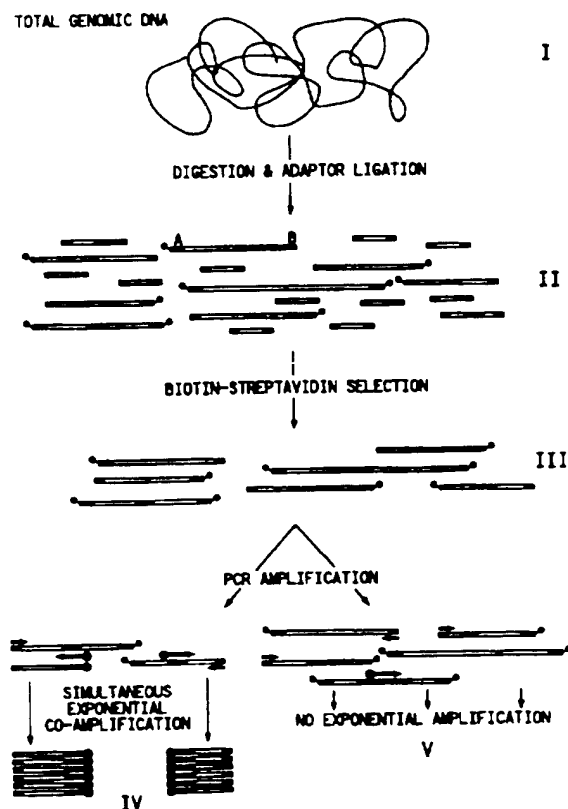 TOTAL GENOMIC DNA
I
DIGESTION & ADAPTOR LIGATION
A B
II
BIOTIN-STREPTAVIDIN SELECTION
III
PCR AMPLIFICATION
SIMULTANEOUS
EXPONENTIAL
CO-AMPLIFICATION
NO EXPONENTIAL AMPLIFICATION
IV
V